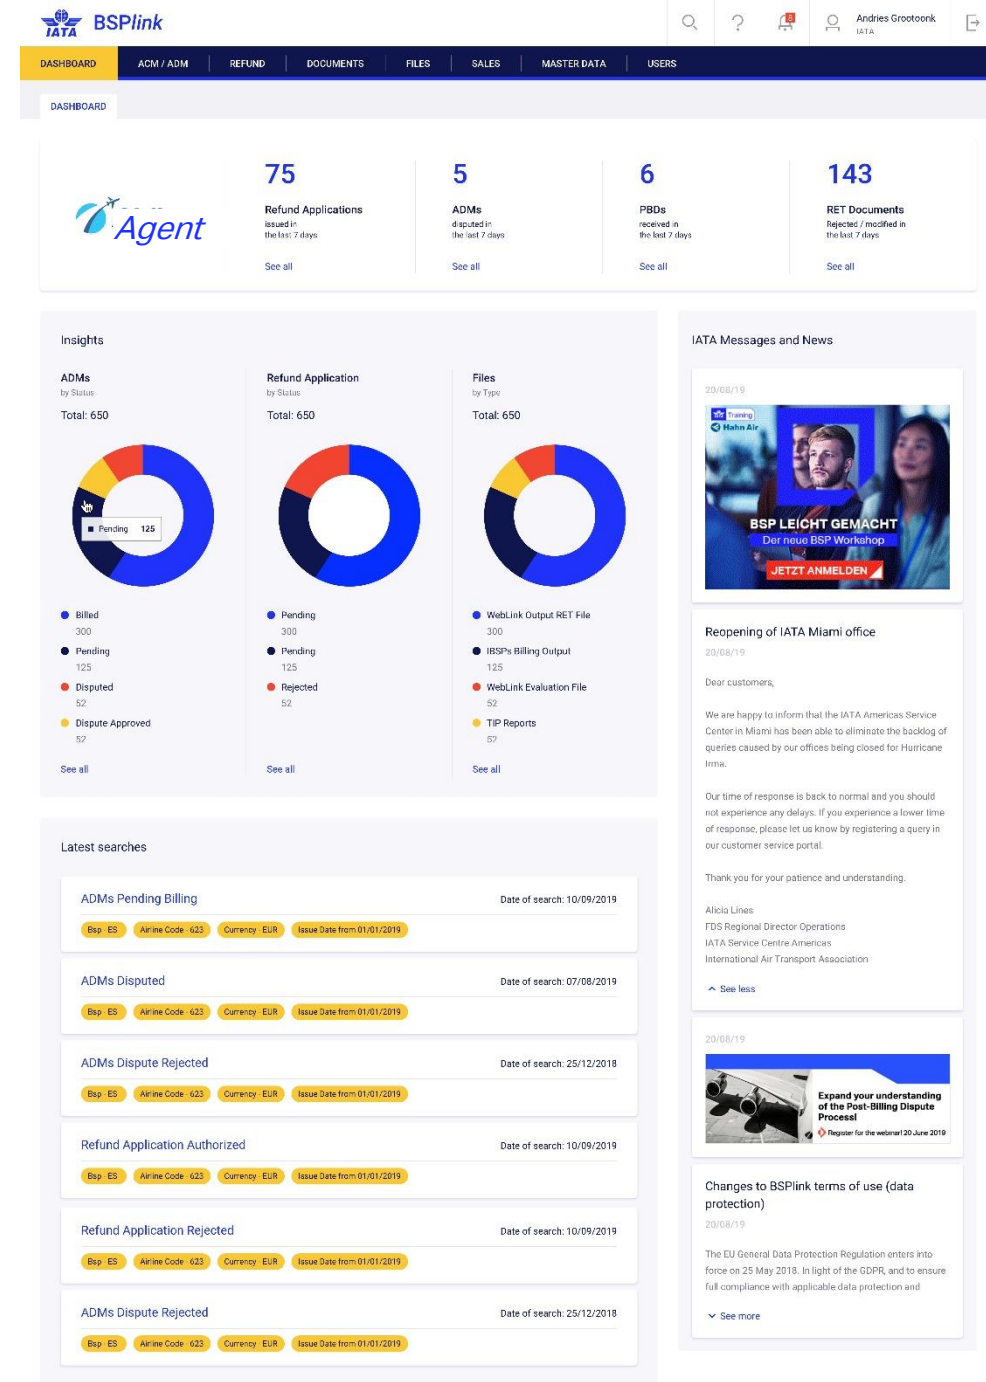 IATA
BSPlink
8
Andries Grootoonk
IATA
DASHBOARD
ACM / ADM
REFUND
DOCUMENTS
FILES
SALES
MASTER DATA
USERS
DASHBOARD
Agent
75
Refund Applications
issued in
the last 7 days
See all
5
ADMs
disputed in
the last 7 days
See all
6
PBDs
received in
the last 7 days
See all
143
RET Documents
Rejected / modified in
the last 7 days
See all
Insights
ADMs
by Status
Total: 650
Pending 125
Billed
300
Pending
125
Disputed
52
Dispute Approved
52
See all
Refund Application
by Status
Total: 650
Pending
300
Pending
125
Rejected
52
See all
Files
by Type
Total: 650
WebLink Output RET File
300
IBSPs Billing Output
125
WebLink Evaluation File
52
TIP Reports
52
See all
Latest searches
ADMs Pending Billing
Date of search: 10/09/2019
Bsp · ES
Airline Code · 623
Currency · EUR
Issue Date from 01/01/2019
ADMs Disputed
Date of search: 07/08/2019
Bsp · ES
Airline Code · 623
Currency · EUR
Issue Date from 01/01/2019
ADMs Dispute Rejected
Date of search: 25/12/2018
Bsp · ES
Airline Code · 623
Currency · EUR
Issue Date from 01/01/2019
Refund Application Authorized
Date of search: 10/09/2019
Bsp · ES
Airline Code · 623
Currency · EUR
Issue Date from 01/01/2019
Refund Application Rejected
Date of search: 10/09/2019
Bsp · ES
Airline Code · 623
Currency · EUR
Issue Date from 01/01/2019
ADMs Dispute Rejected
Date of search: 25/12/2018
Bsp · ES
Airline Code · 623
Currency · EUR
Issue Date from 01/01/2019
IATA Messages and News
20/08/19
Training
Hahn Air
BSP LEICHT GEMACHT
Der neue BSP Workshop
JETZT ANMELDEN
Reopening of IATA Miami office
20/08/19
Dear customers,
We are happy to inform that the IATA Americas Service
Center in Miami has been able to eliminate the backlog of
queries caused by our offices being closed for Hurricane
Irma.
Our time of response is back to normal and you should
not experience any delays. If you experience a lower time
of response, please let us know by registering a query in
our customer service portal.
Thank you for your patience and understanding.
Alicia Lines
FDS Regional Director Operations
IATA Service Centre Americas
International Air Transport Association
See less
20/08/19
Expand your understanding
of the Post-Billing Dispute
Process!
Register for the webinar! 20 June 2019
Changes to BSPlink terms of use (data
protection)
20/08/19
The EU General Data Protection Regulation enters into
force on 25 May 2018. In light of the GDPR, and to ensure
full compliance with applicable data protection and
See more